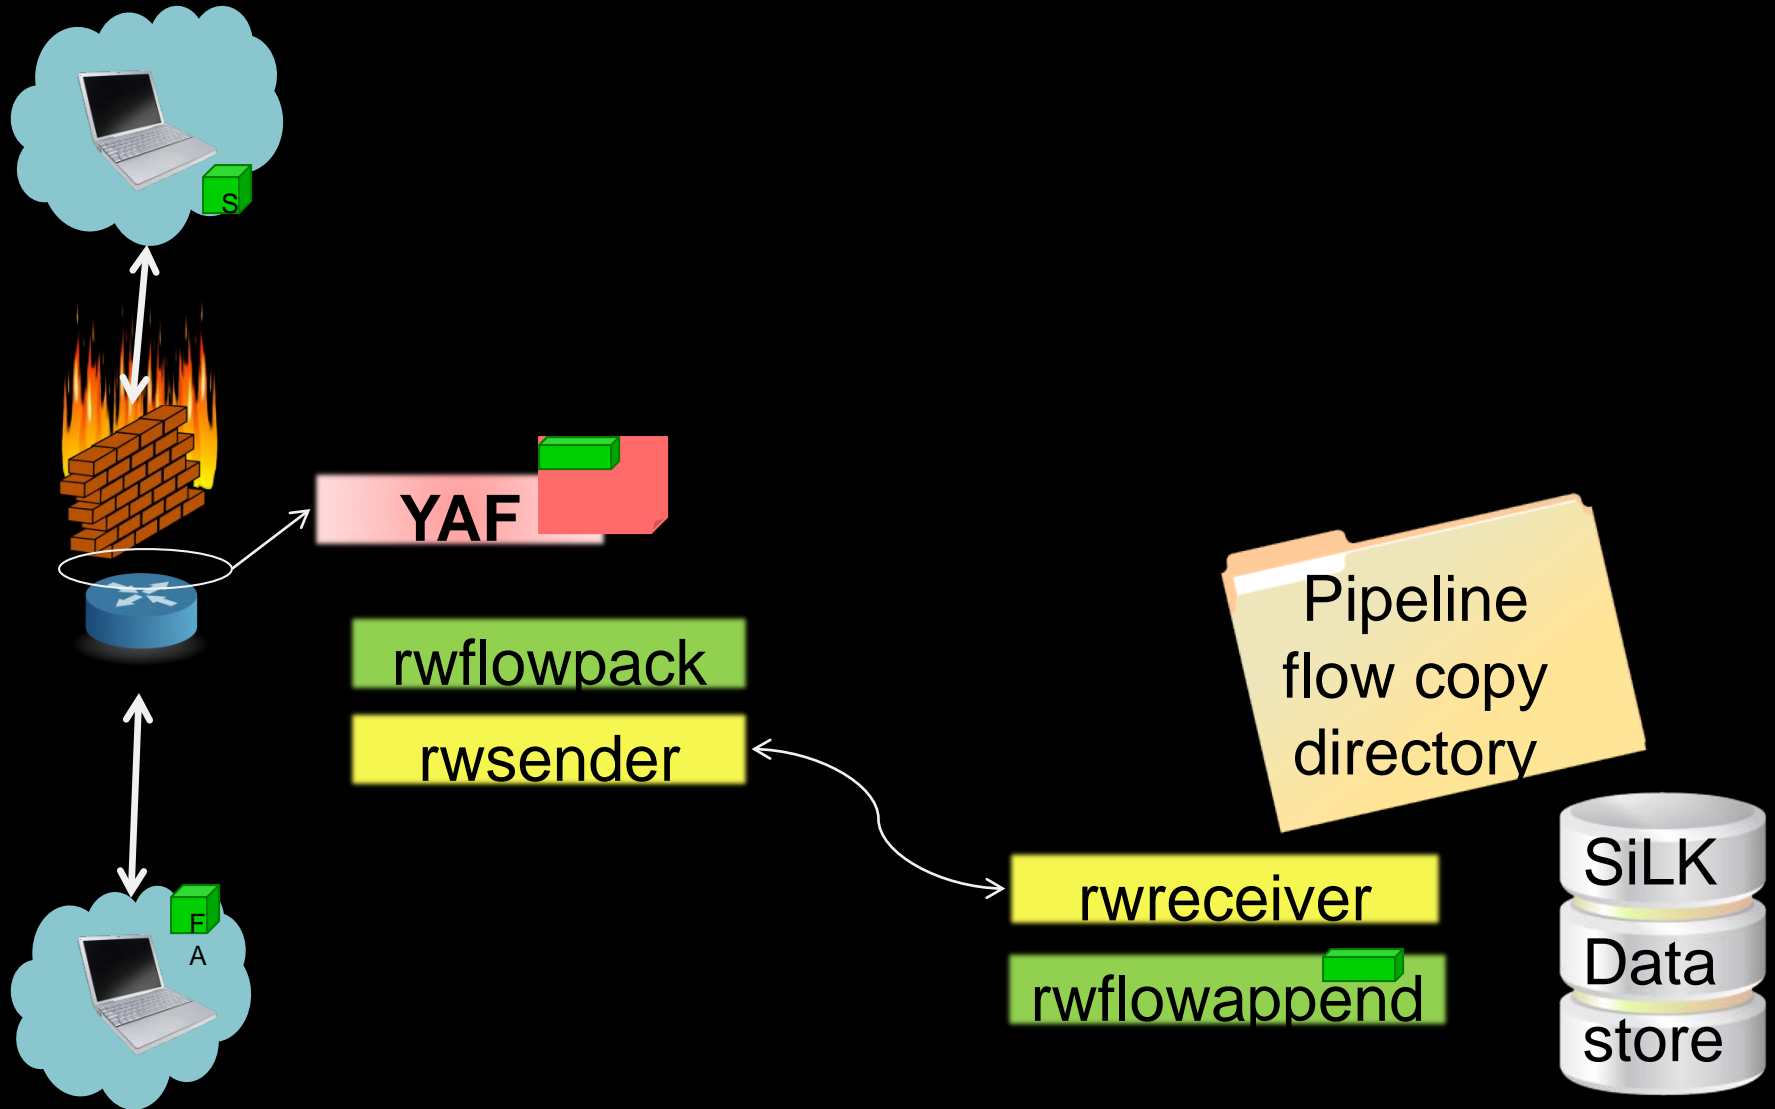 S
YAF
rwflowpack
rwsender
Pipeline
flow copy
directory
rwreceiver
rwflowappend
SiLK
Data
store
F
A